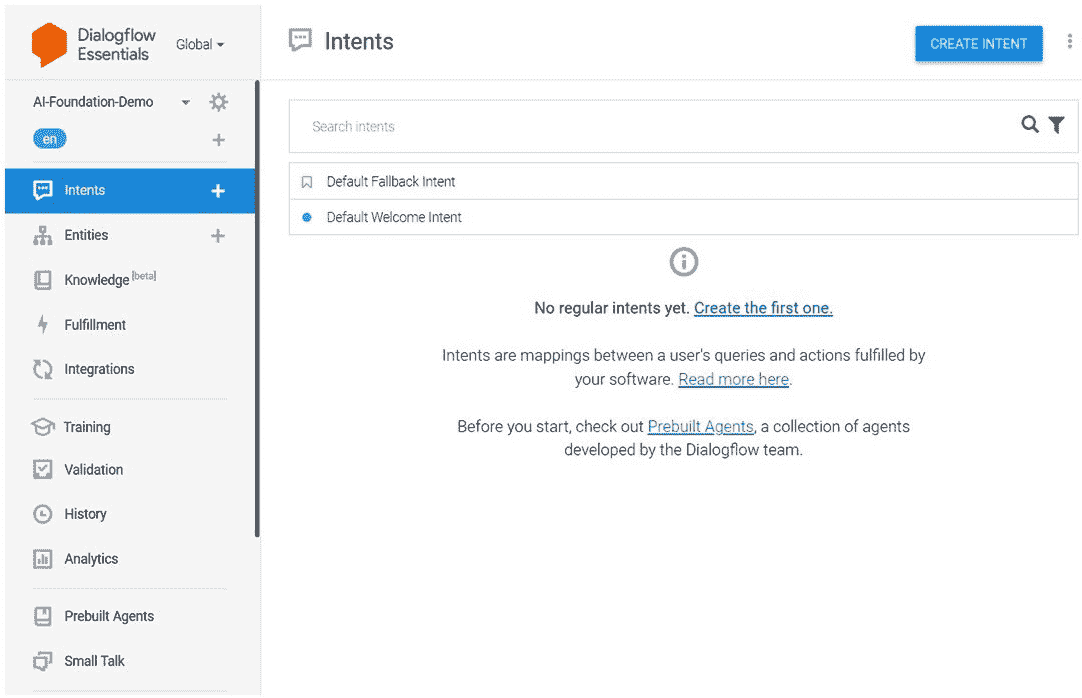 Dialogflow
Essentials
Global
AI-Foundation-Demo
en
Intents
Entities
Knowledge [beta]
Fulfillment
Integrations
Training
Validation
History
Analytics
Prebuilt Agents
Small Talk
Intents
CREATE INTENT
Search intents
Default Fallback Intent
Default Welcome Intent
No regular intents yet. Create the first one.
Intents are mappings between a user's queries and actions fulfilled by
your software. Read more here.
Before you start, check out Prebuilt Agents, a collection of agents
developed by the Dialogflow team.